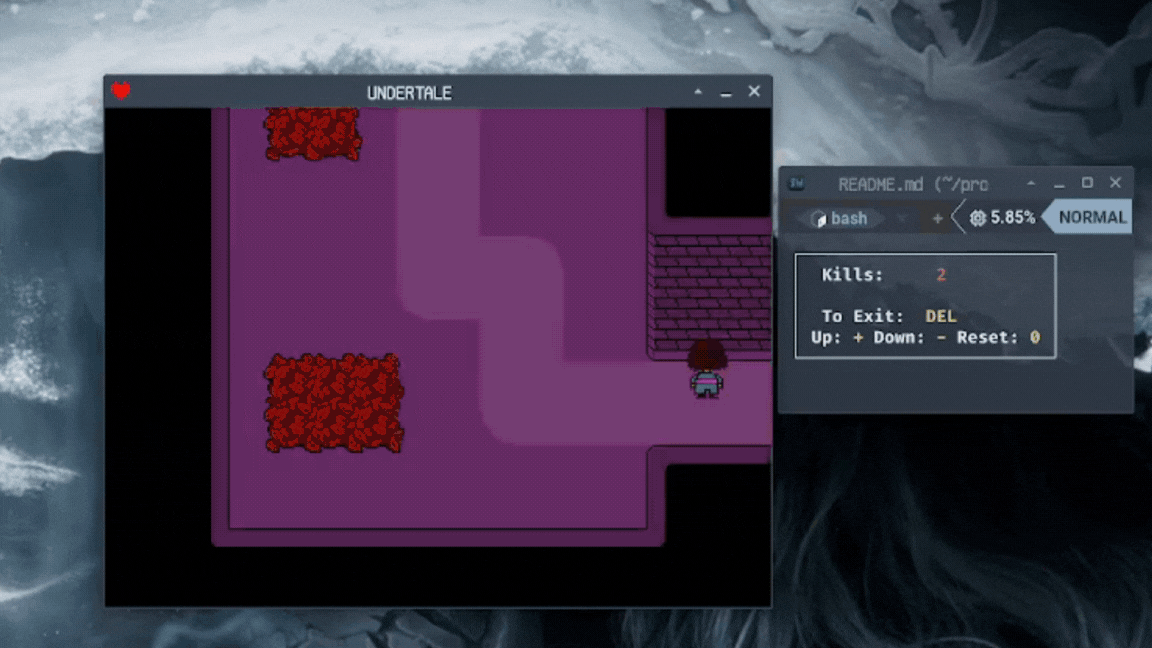 UNDERTALE
README.md (~/pro
bash
+
5.85%
NORMAL
Kills: 2
To Exit: DEL
Up: + Down: - Reset: 0